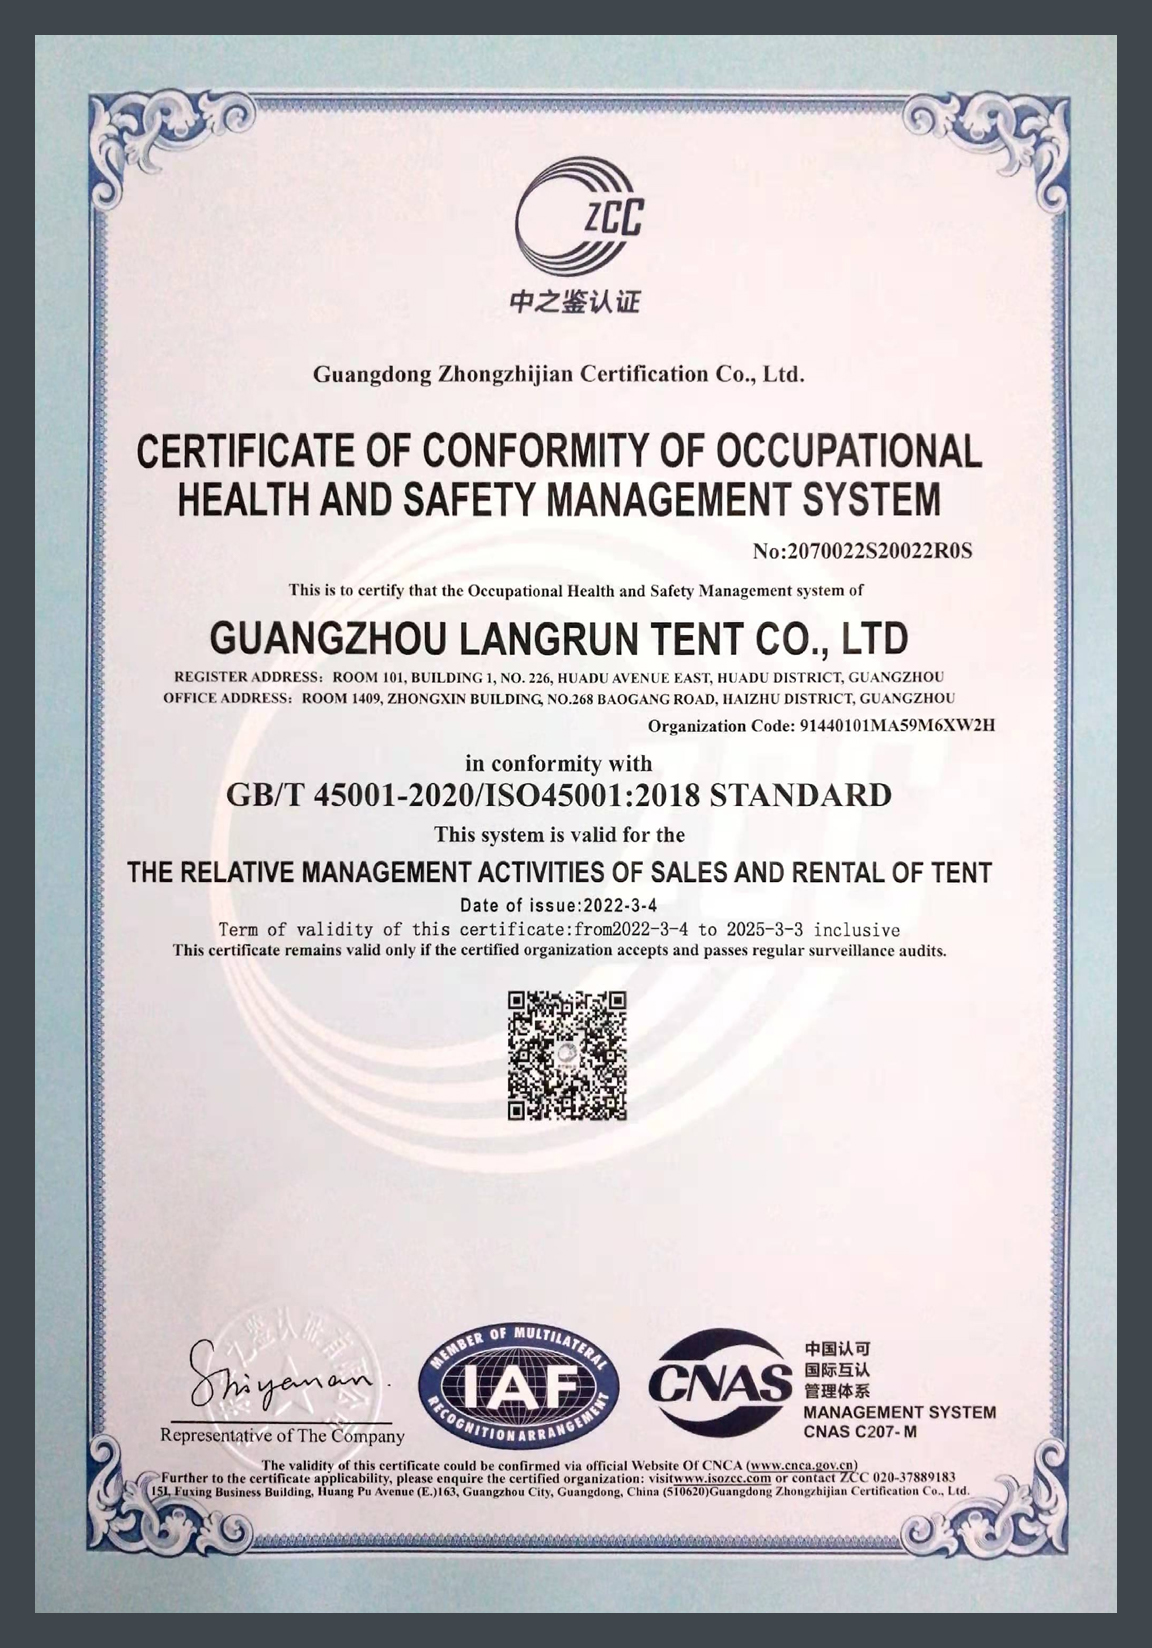 ZCC
中之鉴认证
Guangdong Zhongzhijian Certification Co., Ltd.
CERTIFICATE OF CONFORMITY OF OCCUPATIONAL
HEALTH AND SAFETY MANAGEMENT SYSTEM
No:2070022S20022R0S
This is to certify that the Occupational Health and Safety Management system of
GUANGZHOU LANGRUN TENT CO., LTD
REGISTER ADDRESS: ROOM 101, BUILDING 1, NO. 226, HUADU AVENUE EAST, HUADU DISTRICT, GUANGZHOU
OFFICE ADDRESS: ROOM 1409, ZHONGXIN BUILDING, NO.268 BAOGANG ROAD, HAIZHU DISTRICT, GUANGZHOU
Organization Code: 91440101MA59M6XW2H
in conformity with
GB/T 45001-2020/ISO45001:2018 STANDARD
This system is valid for the
THE RELATIVE MANAGEMENT ACTIVITIES OF SALES AND RENTAL OF TENT
Date of issue:2022-3-4
Term of validity of this certificate:from2022-3-4 to 2025-3-3 inclusive
This certificate remains valid only if the certified organization accepts and passes regular surveillance audits.
Shiyanan.
Representative of The Company
MEMBER OF MULTILATERAL
IAF
RECOGNITION ARRANGEMENT
CNAS
中国认可
国际互认
管理体系
MANAGEMENT SYSTEM
CNAS C207-M
The validity of this certificate could be confirmed via official Website Of CNCA (www.cnca.gov.cn)
Further to the certificate applicability, please enquire the certified organization: visitwww.isozcc.com or contact ZCC 020-37889183
151, Fuxing Business Building, Huang Pu Avenue (E.)163, Guangzhou City, Guangdong, China (510620)Guangdong Zhongzhijian Certification Co., Ltd.